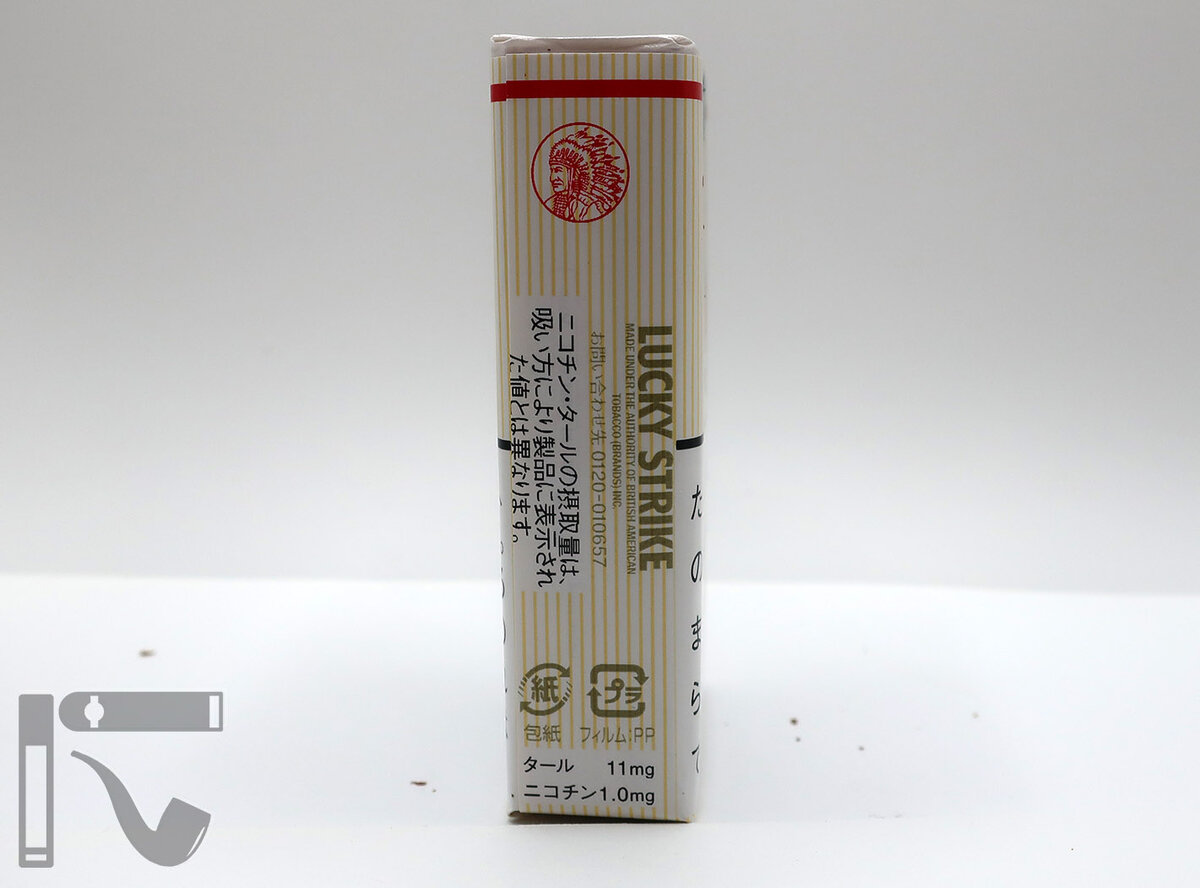 LUCKY STRIKE
MADE UNDER THE AUTHORITY OF BRITISH AMERICAN
TOBACCO (BRANDS) INC.
お問い合わせ先 0120-010657
ニコチン・タールの摂取量は、
吸い方により製品に表示され
た値とは異なります。
紙
プラ
包紙
フィルム:PP
タール 11mg
ニコチン1.0mg